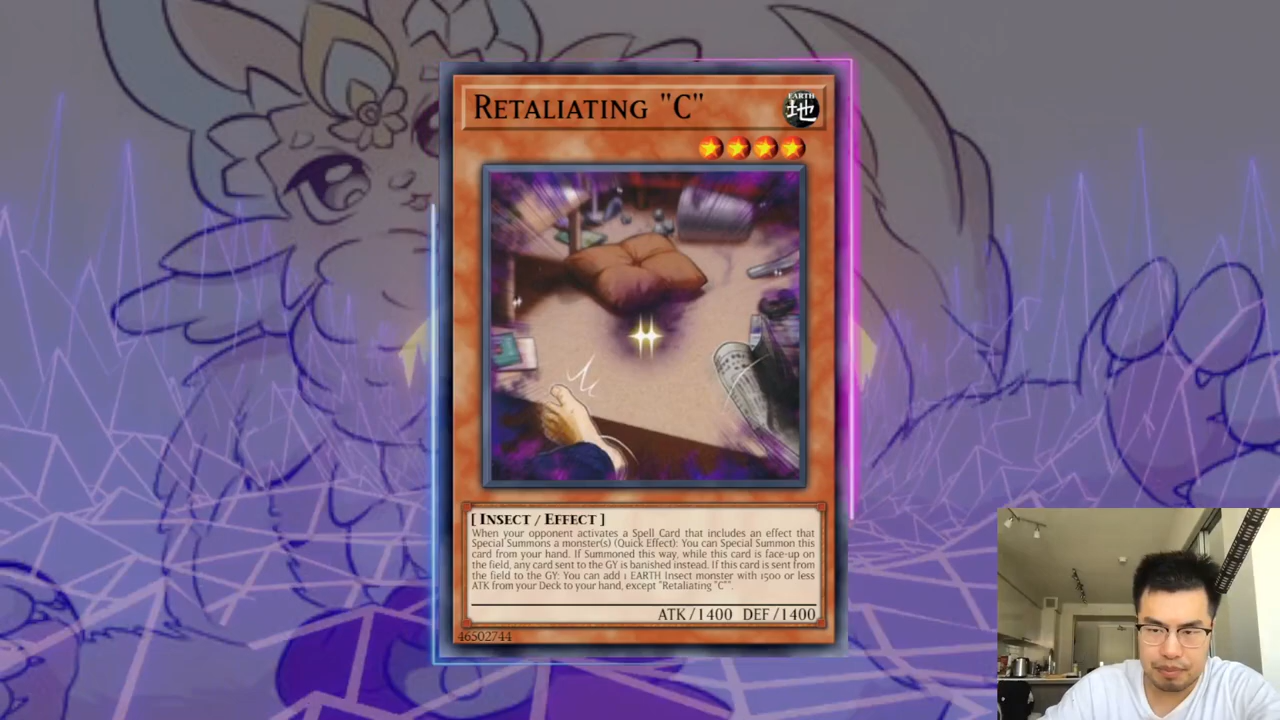 RETALIATING "C"
EARTH
地
[ INSECT / EFFECT ]
When your opponent activates a Spell Card that includes an effect that
Special Summons a monster(s) (Quick Effect): You can Special Summon this
card from your hand. If Summoned this way, while this card is face-up on
the field, any card sent to the GY is banished instead. If this card is sent from
the field to the GY: You can add 1 EARTH Insect monster with 1500 or less
ATK from your Deck to your hand, except "Retaliating "C"".
ATK/1400 DEF/1400
46502744